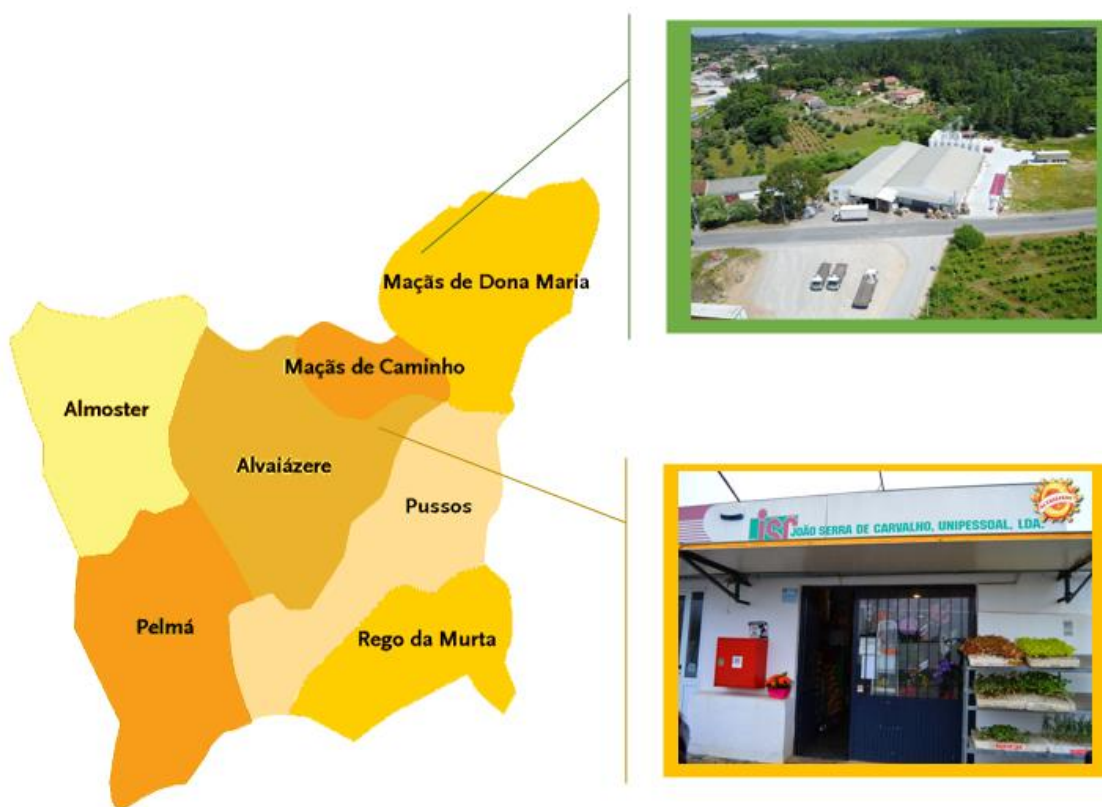 Maçãs de Dona Maria
Maçãs de Caminho
Almoster
Alvaiázere
Pussos
Pelmá
Rego da Murta
jsr JOÃO SERRA DE CARVALHO, UNIPESSOAL, LDA.